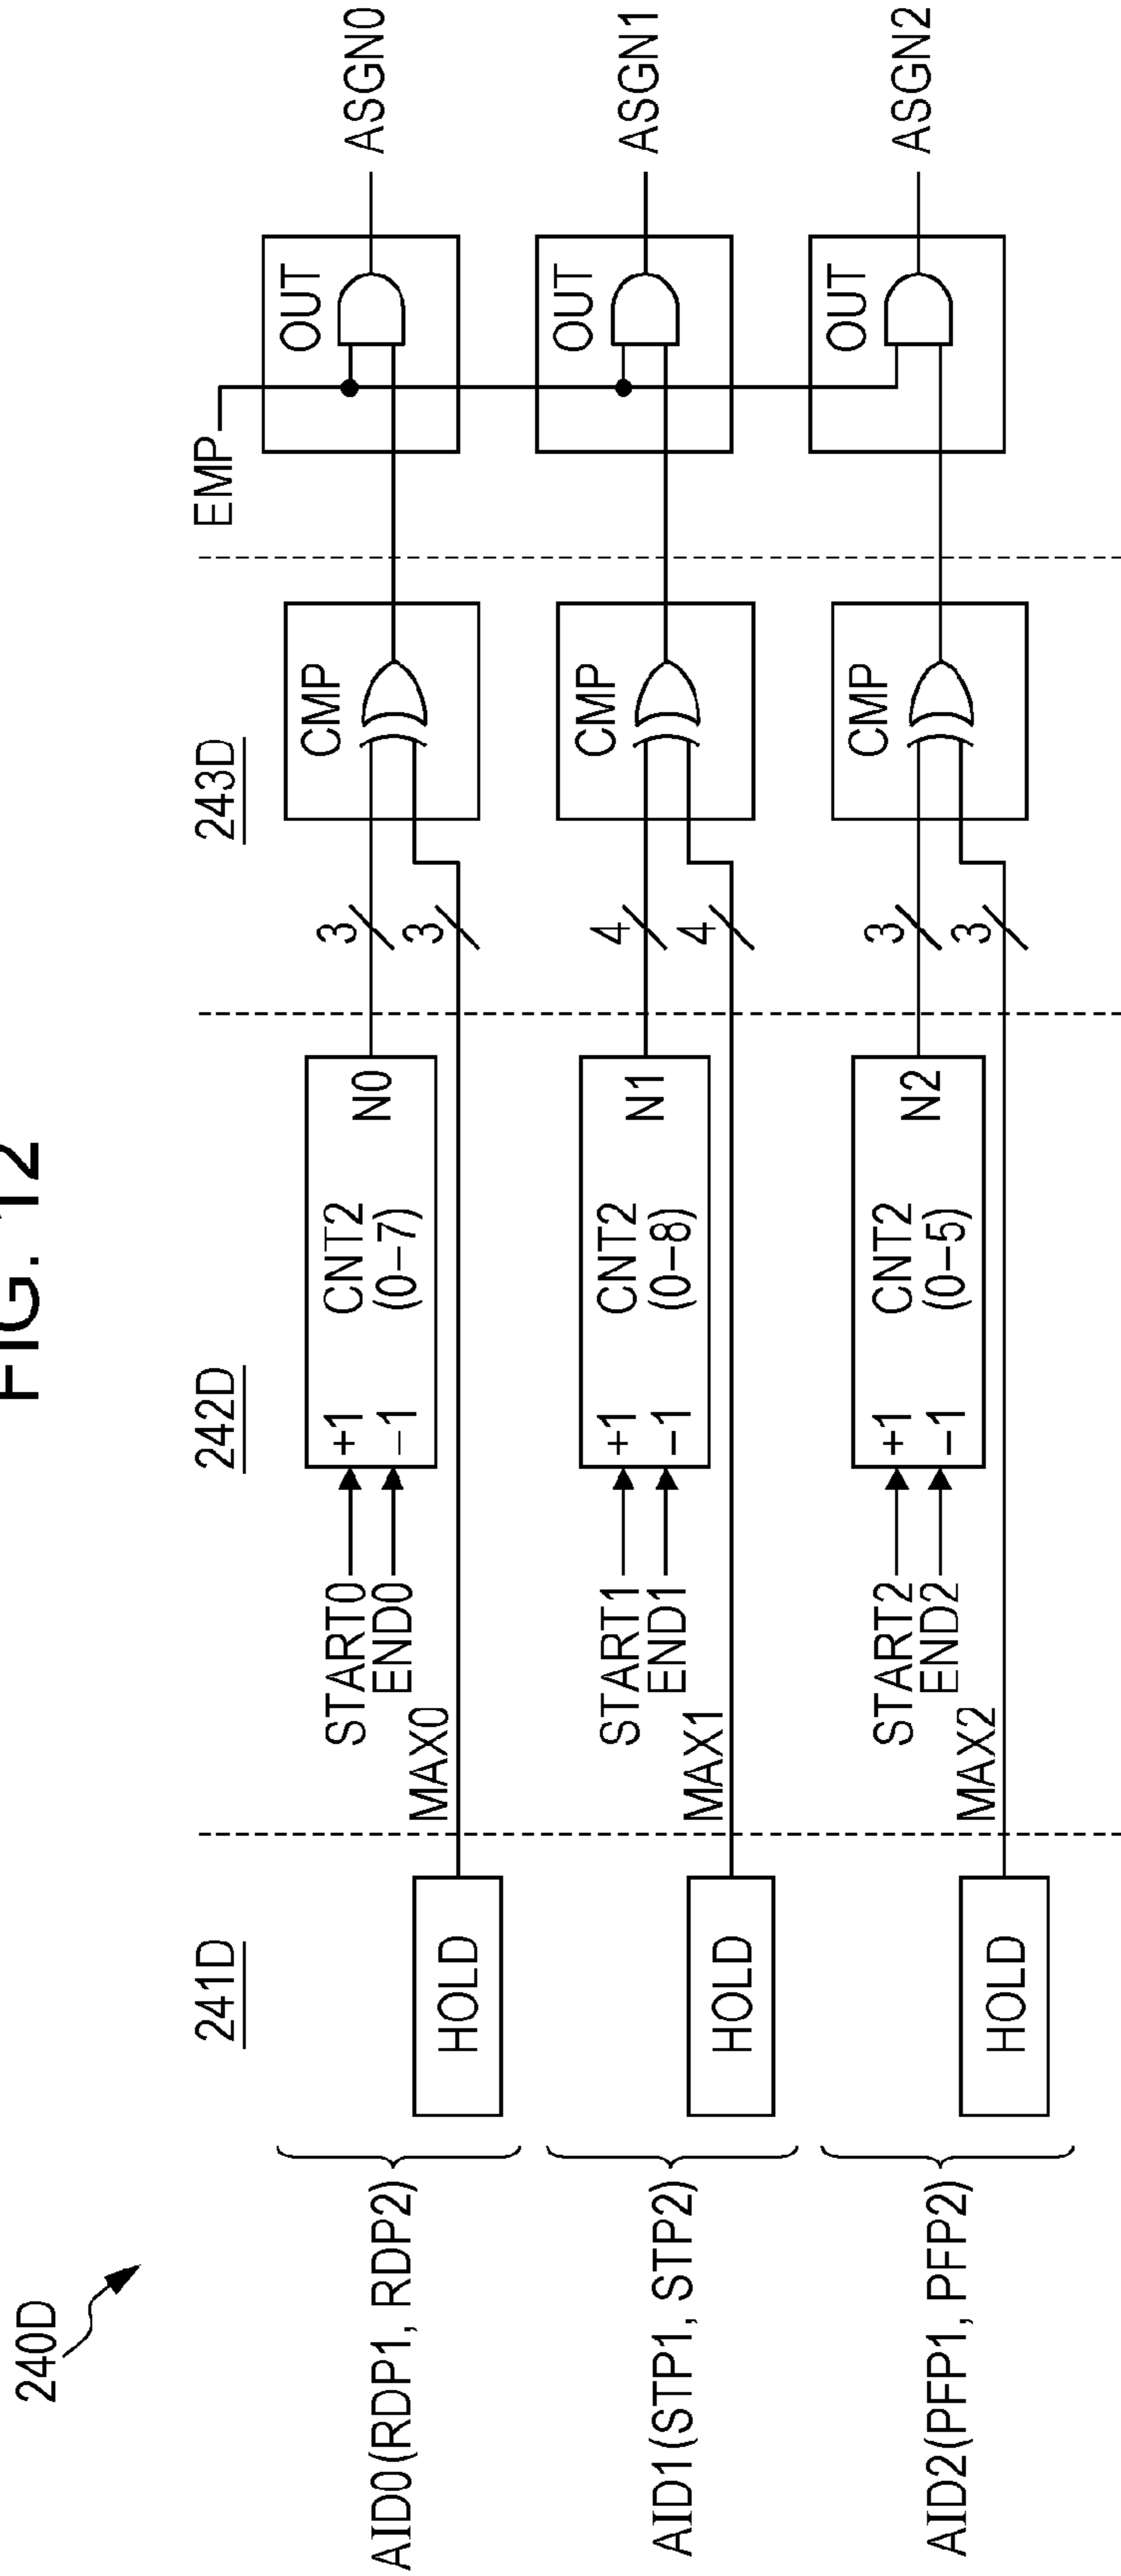 FIG. 12
240D
241D
242D
243D
EMP
AID0(RDP1, RDP2)
HOLD
MAX0
START0
END0
+1
−1
CNT2
(0−7)
N0
3
3
CMP
OUT
ASGN0
AID1(STP1, STP2)
HOLD
MAX1
START1
END1
+1
−1
CNT2
(0−8)
N1
4
4
CMP
OUT
ASGN1
AID2(PFP1, PFP2)
HOLD
MAX2
START2
END2
+1
−1
CNT2
(0−5)
N2
3
3
CMP
OUT
ASGN2